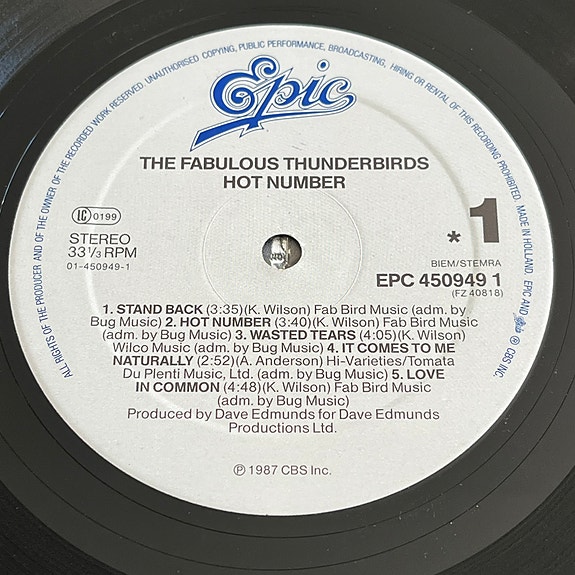 ALL RIGHTS OF THE PRODUCER AND OF THE OWNER OF THE RECORDED WORK RESERVED. UNAUTHORISED COPYING, PUBLIC PERFORMANCE, BROADCASTING, HIRING OR RENTAL OF THIS RECORDING PROHIBITED. MADE IN HOLLAND. EPIC AND Epic ® CBS INC.
Epic
THE FABULOUS THUNDERBIRDS
HOT NUMBER
IC 0199
STEREO
33⅓ RPM
01-450949-1
* 1
BIEM/STEMRA
EPC 450949 1
(FZ 40818)
1. STAND BACK (3:35)(K. Wilson) Fab Bird Music (adm. by
Bug Music) 2. HOT NUMBER (3:40)(K. Wilson) Fab Bird Music
(adm. by Bug Music) 3. WASTED TEARS (4:05)(K. Wilson)
Wilco Music (adm. by Bug Music) 4. IT COMES TO ME
NATURALLY (2:52)(A. Anderson) Hi-Varieties/Tomata
Du Plenti Music, Ltd. (adm. by Bug Music) 5. LOVE
IN COMMON (4:48)(K. Wilson) Fab Bird Music
(adm. by Bug Music)
Produced by Dave Edmunds for Dave Edmunds
Productions Ltd.
℗ 1987 CBS Inc.